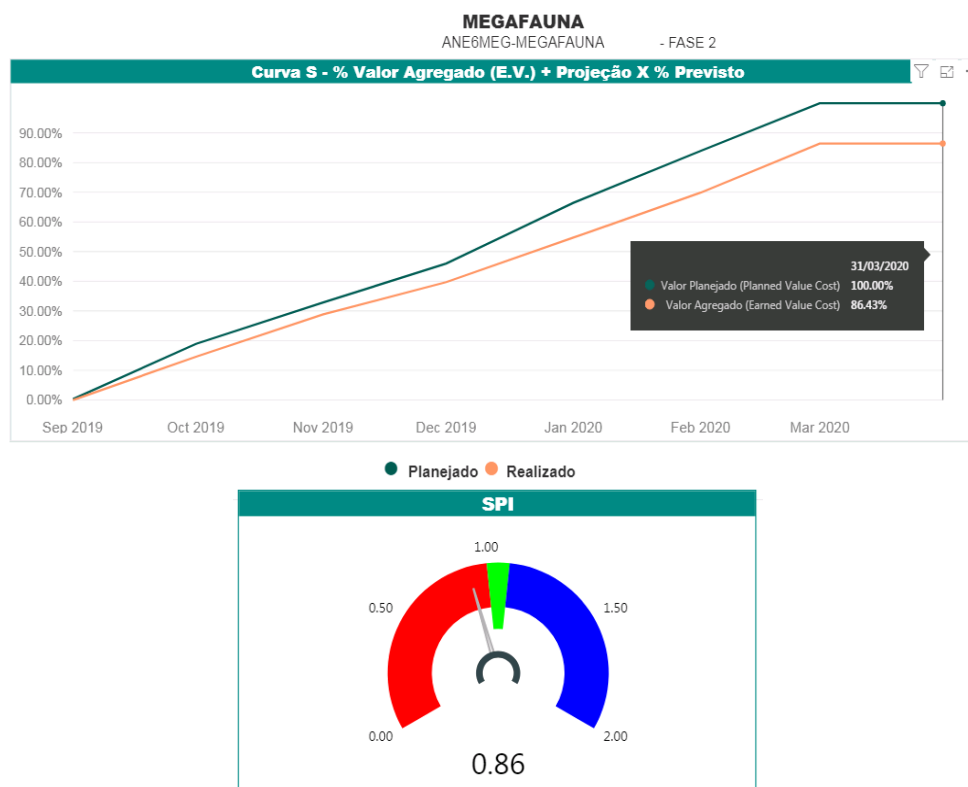 MEGAFAUNA
ANE6MEG-MEGAFAUNA - FASE 2
Curva S - % Valor Agregado (E.V.) + Projeção X % Previsto
90.00%
80.00%
70.00%
60.00%
50.00%
40.00%
30.00%
20.00%
10.00%
0.00%
31/03/2020
Valor Planejado (Planned Value Cost) 100.00%
Valor Agregado (Earned Value Cost) 86.43%
Sep 2019 Oct 2019 Nov 2019 Dec 2019 Jan 2020 Feb 2020 Mar 2020
Planejado Realizado
SPI
1.00
0.50 1.50
0.00 2.00
0.86